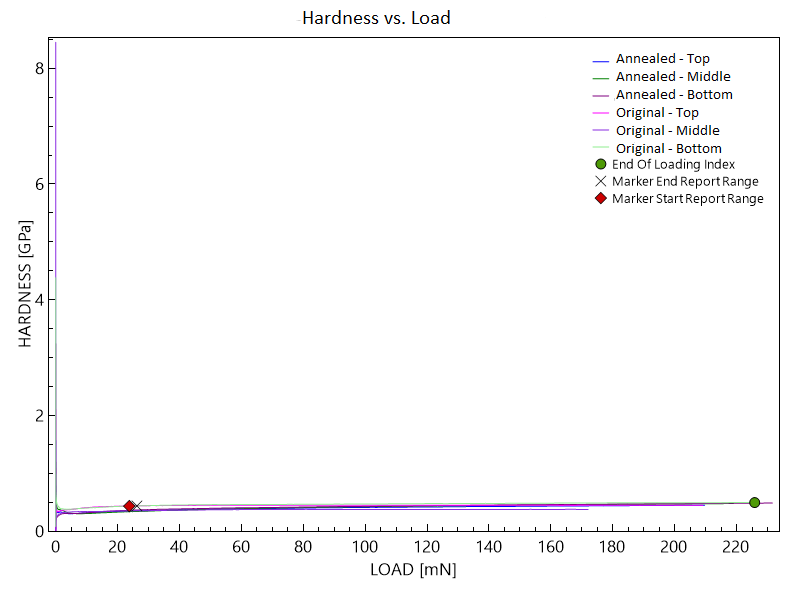 Hardness vs. Load
HARDNESS [GPa]
8
6
4
2
0
Annealed - Top
Annealed - Middle
Annealed - Bottom
Original - Top
Original - Middle
Original - Bottom
End Of Loading Index
Marker End Report Range
Marker Start Report Range
0 20 40 60 80 100 120 140 160 180 200 220
LOAD [mN]